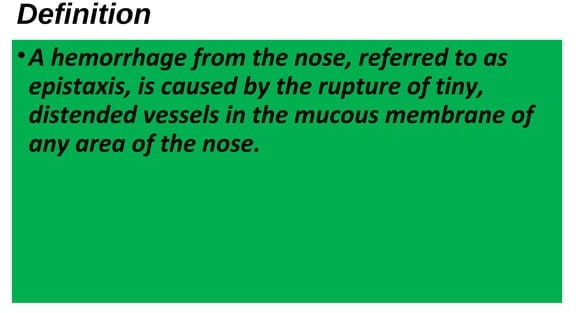 Definition
• A hemorrhage from the nose, referred to as
epistaxis, is caused by the rupture of tiny,
distended vessels in the mucous membrane of
any area of the nose.